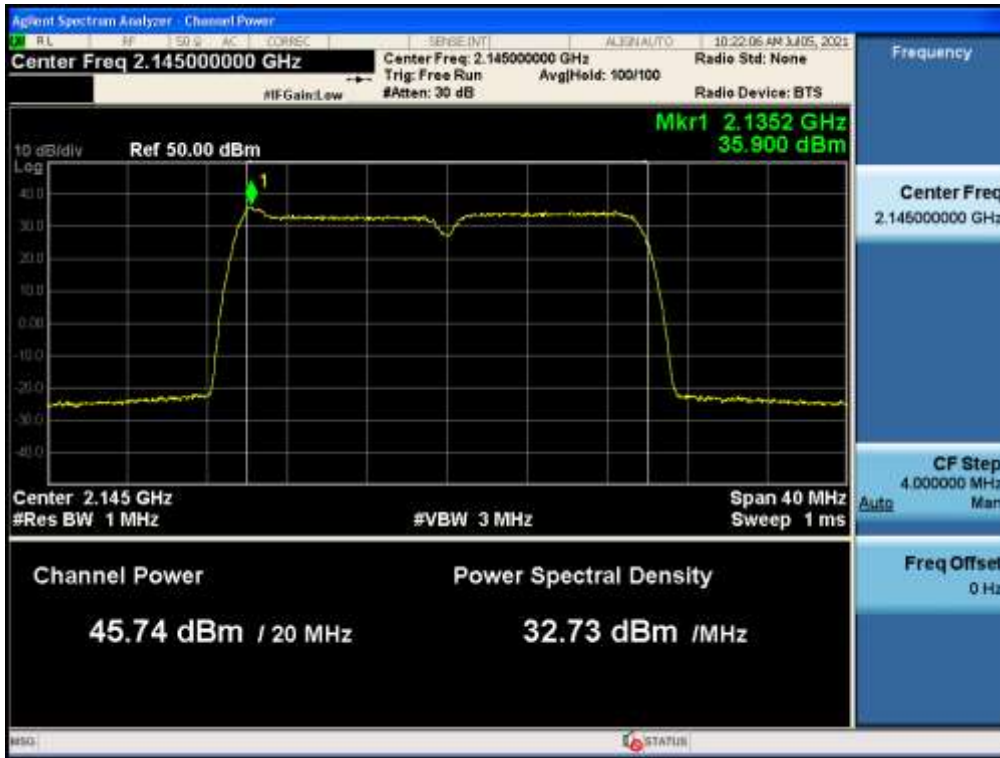 Agilent Spectrum Analyzer - Channel Power
RL RF 50 Ω AC CORREC SENSE:INT ALIGN AUTO 10:22:06 AM Jul 05, 2021
Center Freq 2.145000000 GHz
Center Freq: 2.145000000 GHz
Radio Std: None
Trig: Free Run Avg|Hold: 100/100
#IFGain:Low
#Atten: 30 dB
Radio Device: BTS
Frequency
Mkr1 2.1352 GHz
35.900 dBm
10 dB/div Ref 50.00 dBm
Log
40.0
30.0
20.0
10.0
0.00
-10.0
-20.0
-30.0
-40.0
1
Center 2.145 GHz
Span 40 MHz
#Res BW 1 MHz
#VBW 3 MHz
Sweep 1 ms
Channel Power
Power Spectral Density
45.74 dBm / 20 MHz
32.73 dBm /MHz
Center Freq
2.145000000 GHz
CF Step
4.000000 MHz
Auto Man
Freq Offset
0 Hz
MSG
STATUS